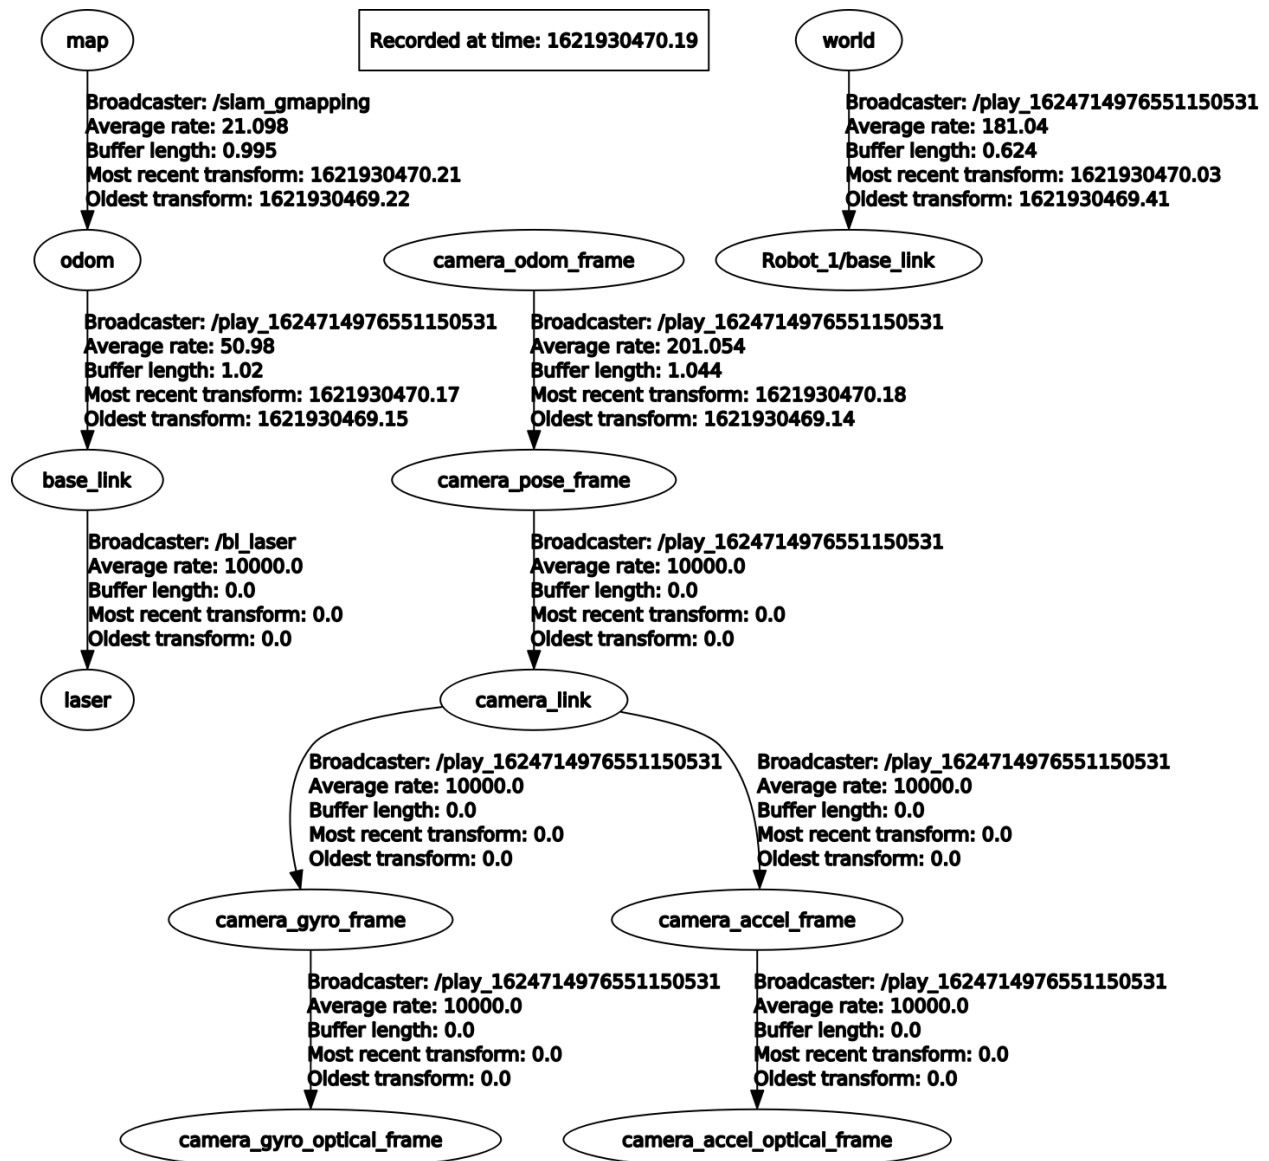 map
Recorded at time: 1621930470.19
world
Broadcaster: /slam_gmapping
Average rate: 21.098
Buffer length: 0.995
Most recent transform: 1621930470.21
Oldest transform: 1621930469.22
Broadcaster: /play_1624714976551150531
Average rate: 181.04
Buffer length: 0.624
Most recent transform: 1621930470.03
Oldest transform: 1621930469.41
odom
camera_odom_frame
Robot_1/base_link
Broadcaster: /play_1624714976551150531
Average rate: 50.98
Buffer length: 1.02
Most recent transform: 1621930470.17
Oldest transform: 1621930469.15
Broadcaster: /play_1624714976551150531
Average rate: 201.054
Buffer length: 1.044
Most recent transform: 1621930470.18
Oldest transform: 1621930469.14
base_link
camera_pose_frame
Broadcaster: /bl_laser
Average rate: 10000.0
Buffer length: 0.0
Most recent transform: 0.0
Oldest transform: 0.0
Broadcaster: /play_1624714976551150531
Average rate: 10000.0
Buffer length: 0.0
Most recent transform: 0.0
Oldest transform: 0.0
laser
camera_link
Broadcaster: /play_1624714976551150531
Average rate: 10000.0
Buffer length: 0.0
Most recent transform: 0.0
Oldest transform: 0.0
Broadcaster: /play_1624714976551150531
Average rate: 10000.0
Buffer length: 0.0
Most recent transform: 0.0
Oldest transform: 0.0
camera_gyro_frame
camera_accel_frame
Broadcaster: /play_1624714976551150531
Average rate: 10000.0
Buffer length: 0.0
Most recent transform: 0.0
Oldest transform: 0.0
Broadcaster: /play_1624714976551150531
Average rate: 10000.0
Buffer length: 0.0
Most recent transform: 0.0
Oldest transform: 0.0
camera_gyro_optical_frame
camera_accel_optical_frame